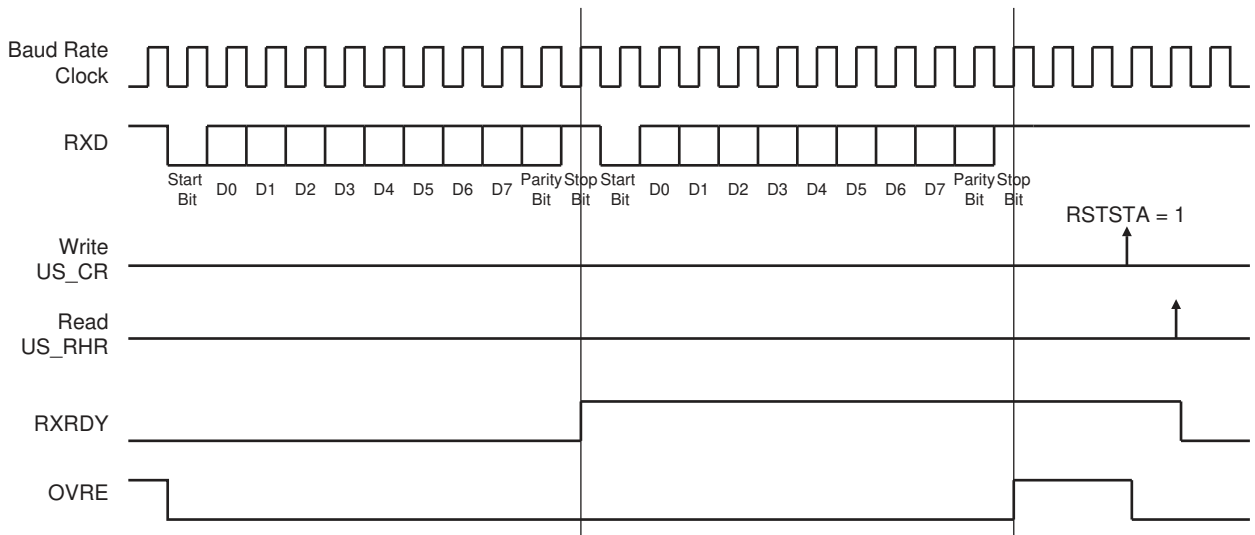 Baud Rate
Clock
RXD
Start
Bit
D0
D1
D2
D3
D4
D5
D6
D7
Parity
Bit
Stop
Bit
Start
Bit
D0
D1
D2
D3
D4
D5
D6
D7
Parity
Bit
Stop
Bit
RSTSTA = 1
Write
US_CR
Read
US_RHR
RXRDY
OVRE